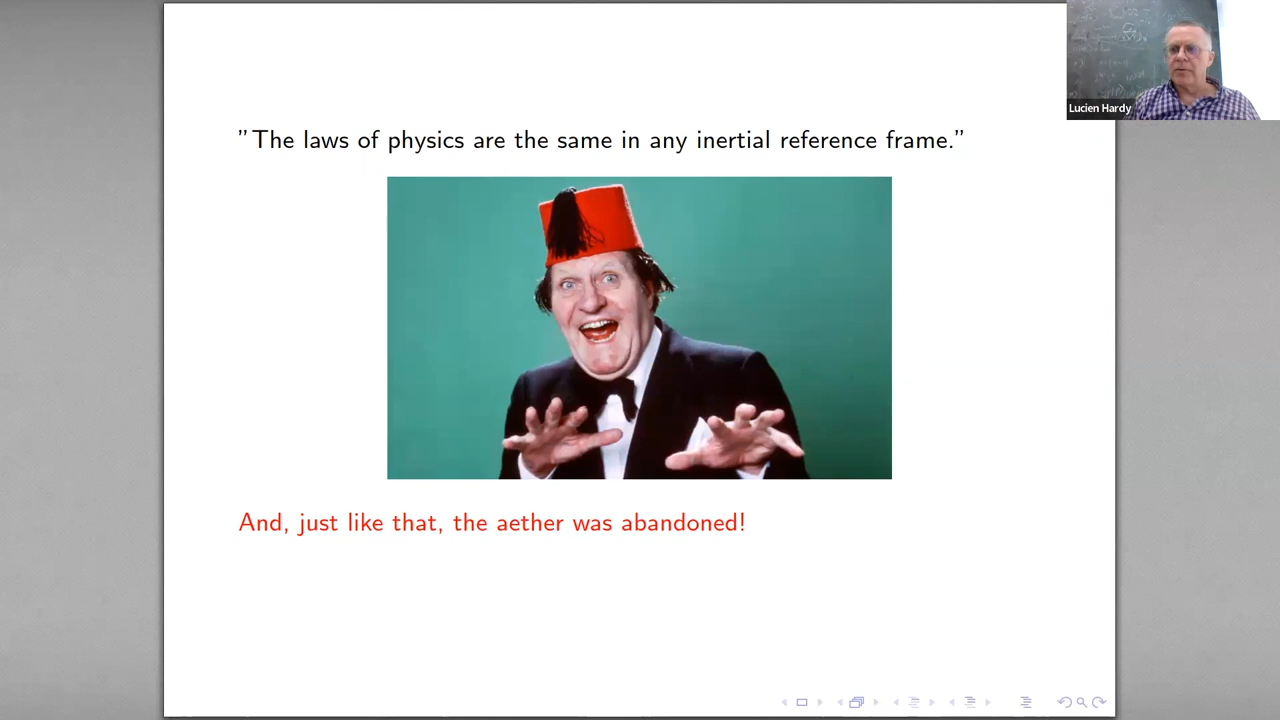 "The laws of physics are the same in any inertial reference frame."
And, just like that, the aether was abandoned!
Lucien Hardy